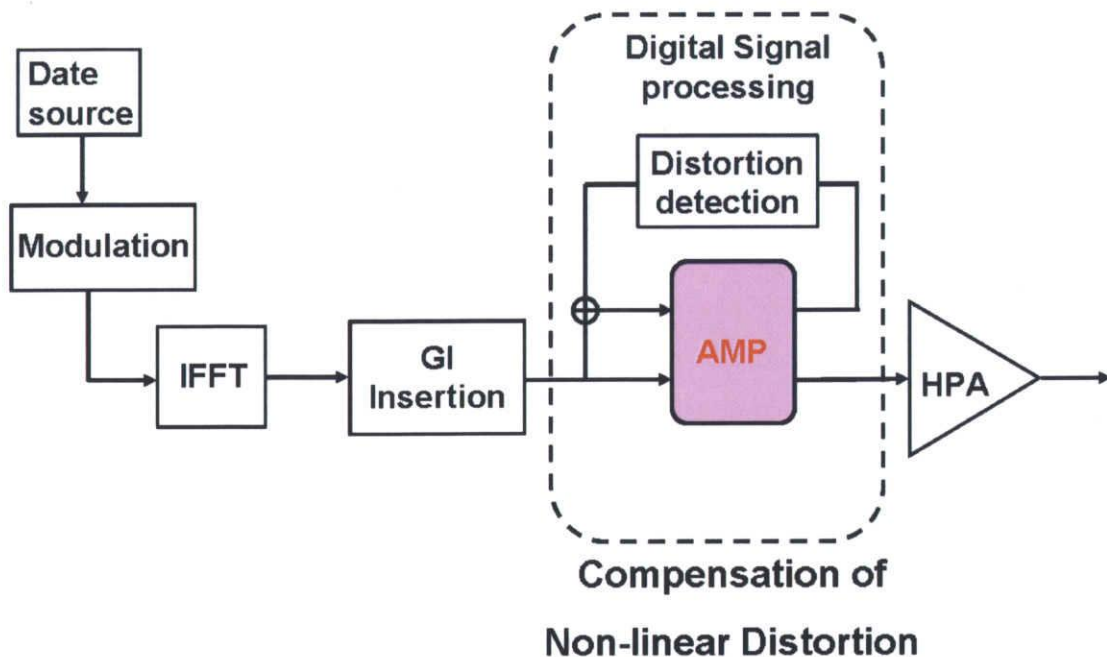 Date
source
Modulation
IFFT
GI
Insertion
Digital Signal
processing
Distortion
detection
AMP
HPA
Compensation of
Non-linear Distortion